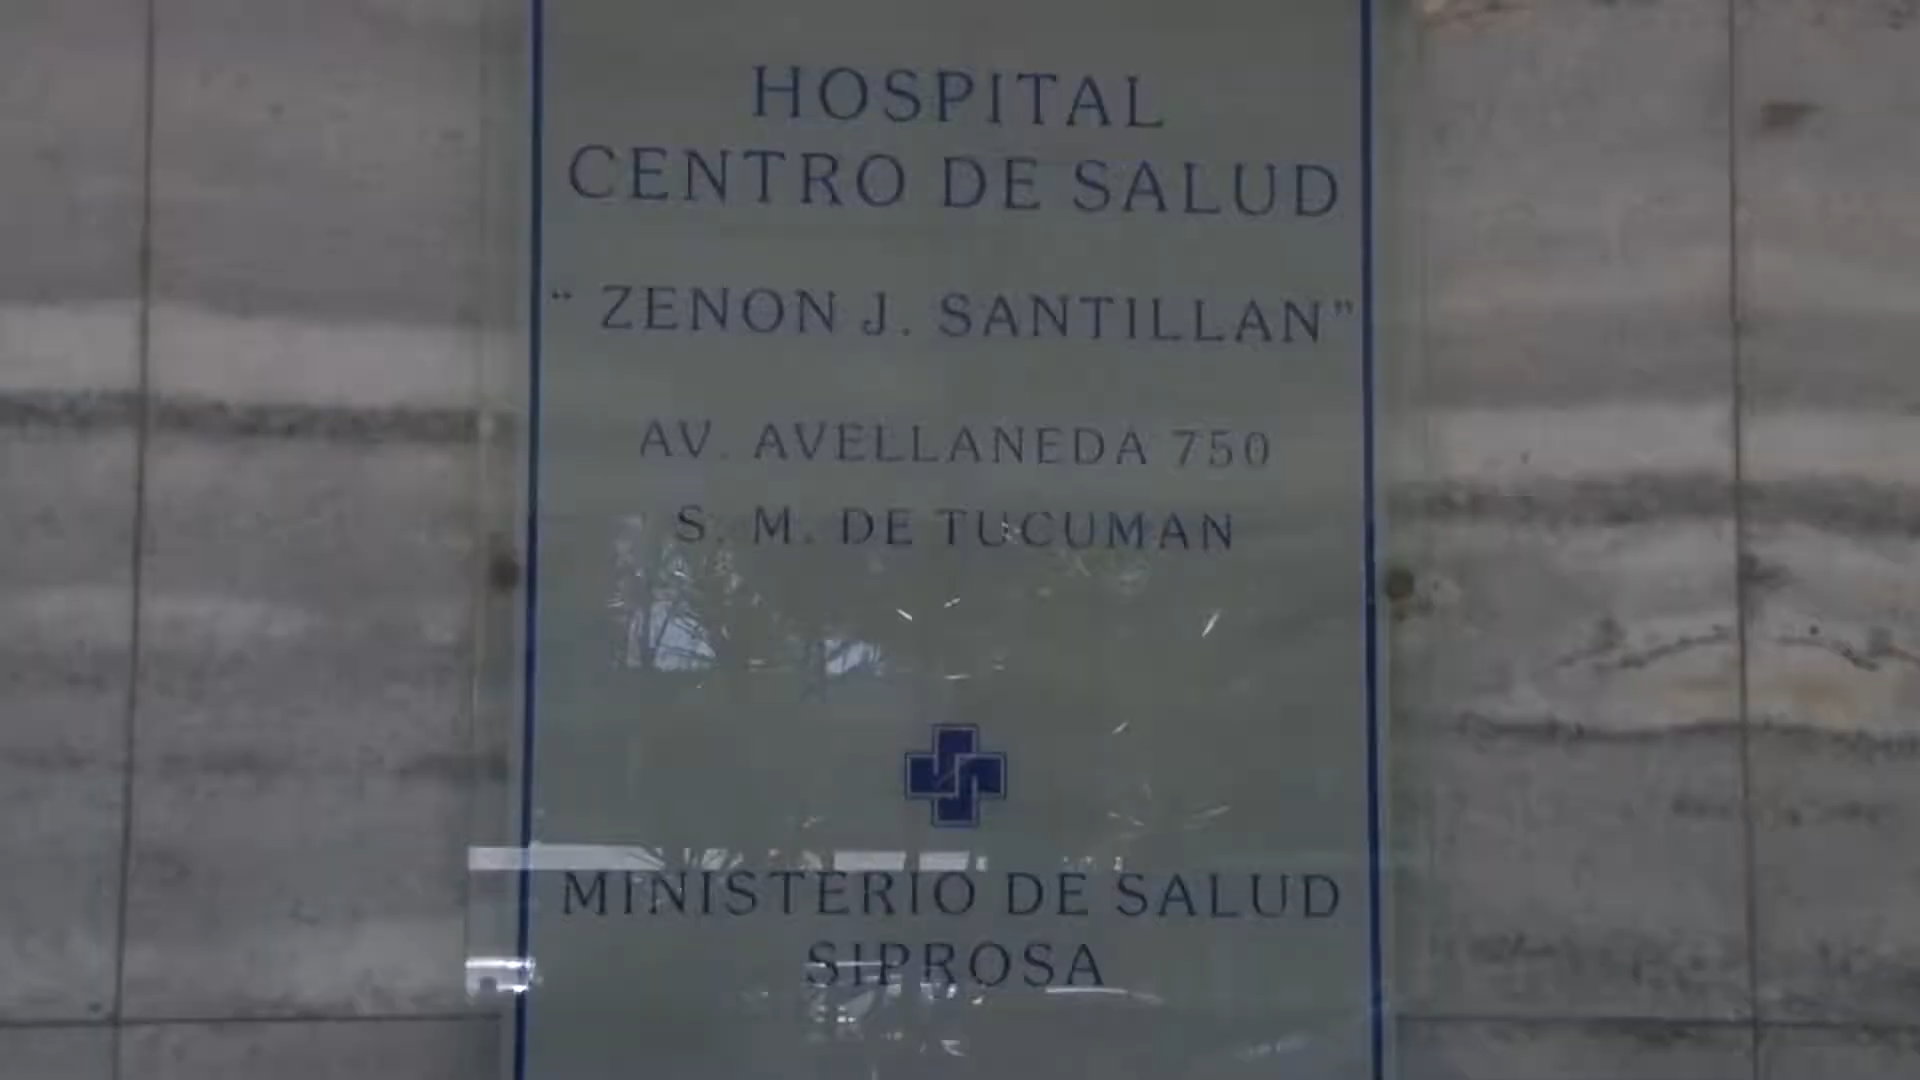 HOSPITAL
CENTRO DE SALUD
“ ZENON J. SANTILLAN”
AV. AVELLANEDA 750
S. M. DE TUCUMAN
MINISTERIO DE SALUD
SIPROSA